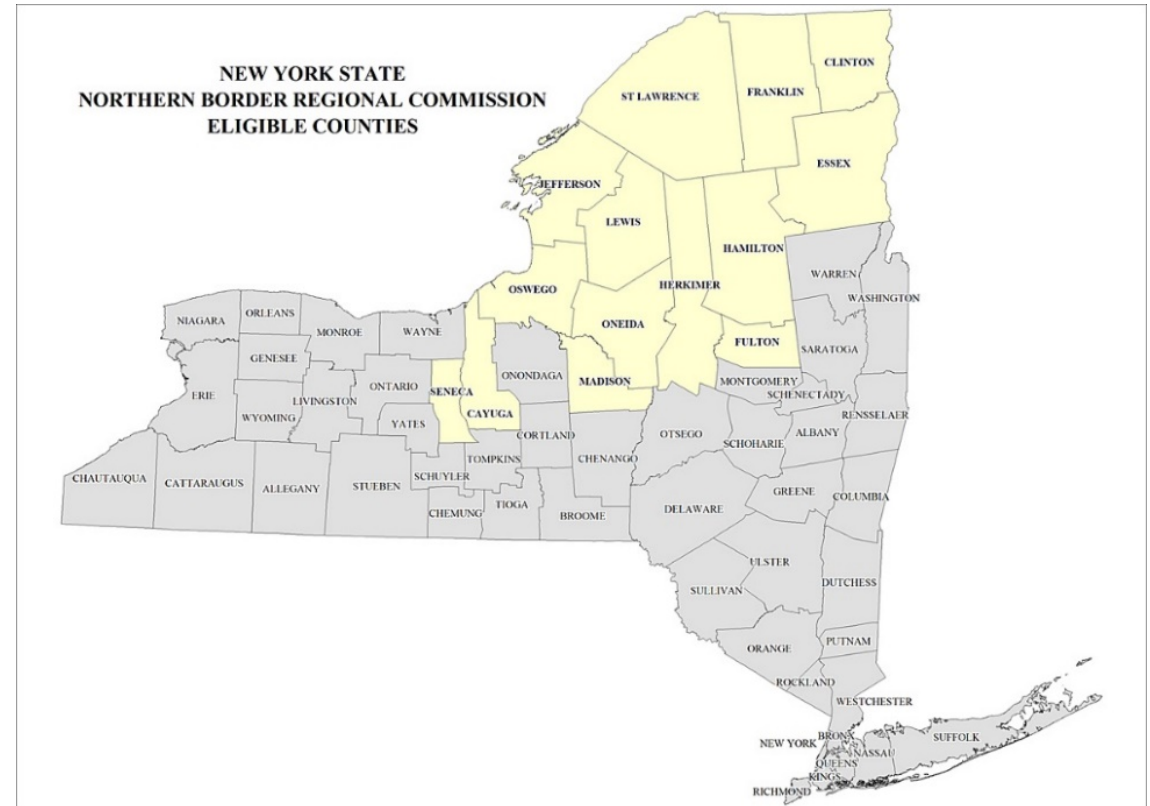 NEW YORK STATE
NORTHERN BORDER REGIONAL COMMISSION
ELIGIBLE COUNTIES
CLINTON
FRANKLIN
ST LAWRENCE
ESSEX
JEFFERSON
LEWIS
HAMILTON
WARREN
HERKIMER
OSWEGO
WASHINGTON
ORLEANS
NIAGARA
MONROE
WAYNE
ONEIDA
FULTON
SARATOGA
GENESEE
ONONDAGA
MADISON
MONTGOMERY
ONTARIO
SENECA
SCHENECTADY
ERIE
LIVINGSTON
CAYUGA
RENSSELAER
WYOMING
YATES
CORTLAND
OTSEGO
ALBANY
SCHOHARIE
TOMPKINS
CHENANGO
CHAUTAUQUA
CATTARAUGUS
ALLEGANY
STUEBEN
SCHUYLER
GREENE
COLUMBIA
TIOGA
CHEMUNG
BROOME
DELAWARE
ULSTER
DUTCHESS
SULLIVAN
PUTNAM
ORANGE
ROCKLAND
WESTCHESTER
BRONX
SUFFOLK
NEW YORK
NASSAU
QUEENS
KINGS
RICHMOND